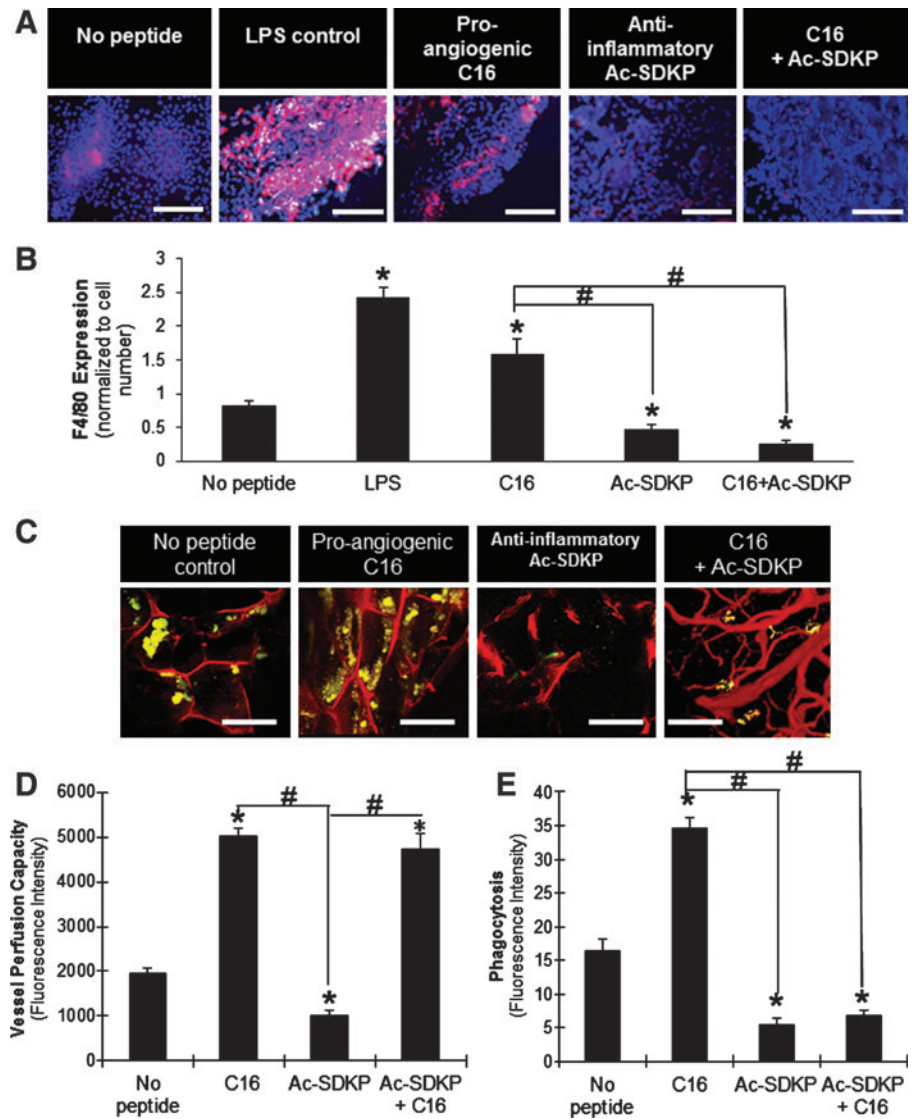 A
No peptide
LPS control
Pro-
angiogenic
C16
Anti-
inflammatory
Ac-SDKP
C16
+ Ac-SDKP
B
F4/80 Expression
(normalized to cell
number)
3
2.5
2
1.5
1
0.5
0
*
*
*
*
#
#
No peptide
LPS
C16
Ac-SDKP
C16+Ac-SDKP
C
No peptide
control
Pro-angiogenic
C16
Anti-inflammatory
Ac-SDKP
C16
+ Ac-SDKP
D
Vessel Perfusion Capacity
(Fluorescence Intensity)
6000
5000
4000
3000
2000
1000
0
*
*
*
#
#
No
peptide
C16
Ac-SDKP
Ac-SDKP
+ C16
E
Phagocytosis
(Fluorescence Intensity)
40
35
30
25
20
15
10
5
0
*
*
*
#
#
No
peptide
C16
Ac-SDKP
Ac-SDKP
+ C16